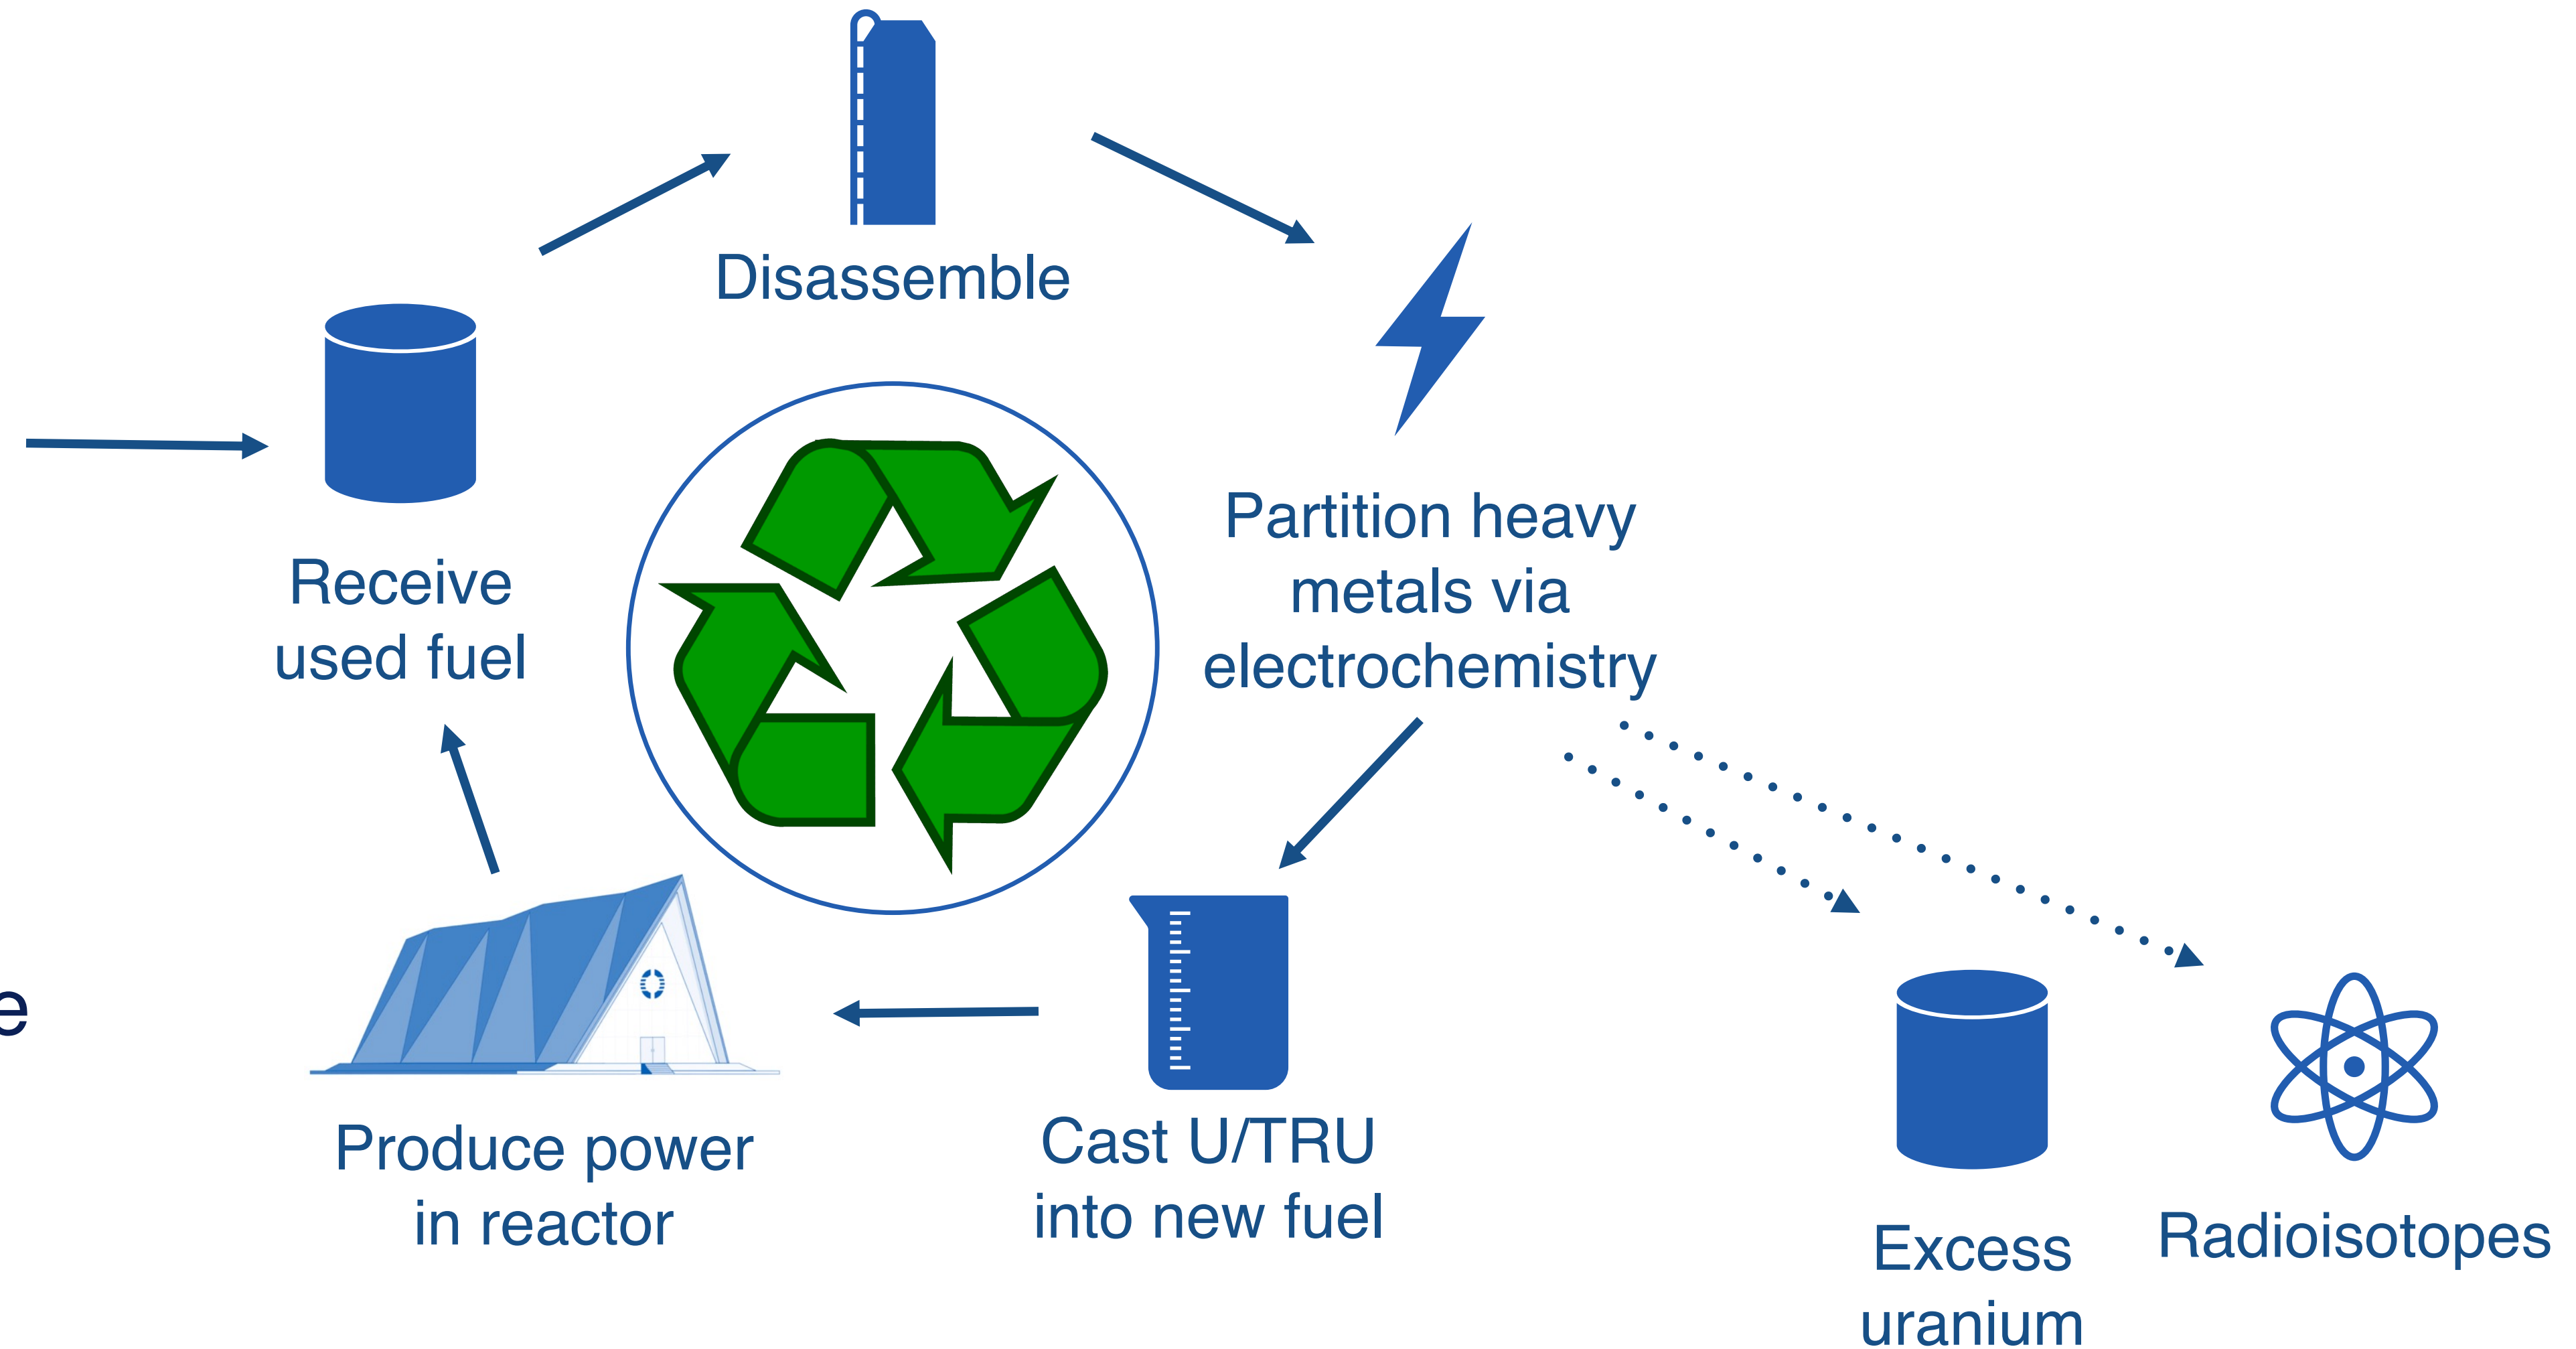 Disassemble
Receive
used fuel
Partition heavy
metals via
electrochemistry
e
Produce power
in reactor
Cast U/TRU
into new fuel
Excess
uranium
Radioisotopes